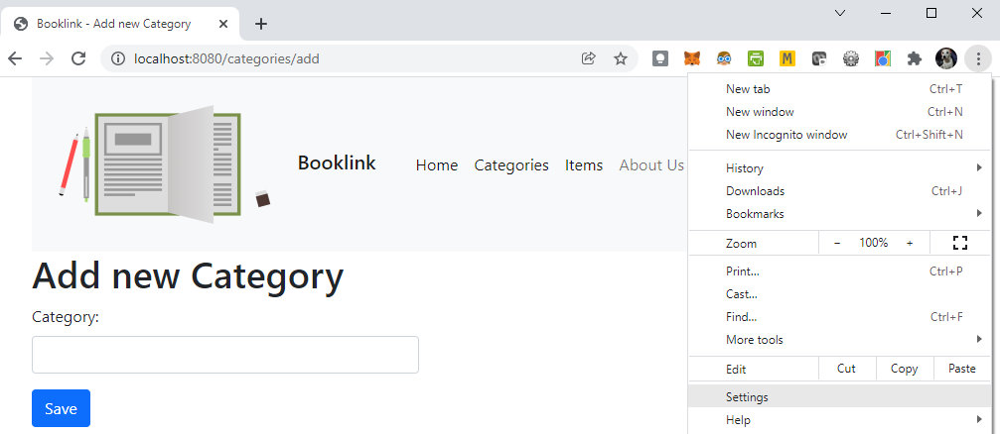 Booklink - Add new Category
localhost:8080/categories/add
M
Booklink Home Categories Items About Us
Add new Category
Category:
Save
New tab Ctrl+T
New window Ctrl+N
New Incognito window Ctrl+Shift+N
History
Downloads Ctrl+J
Bookmarks
Zoom - 100% +
Print... Ctrl+P
Cast...
Find... Ctrl+F
More tools
Edit Cut Copy Paste
Settings
Help